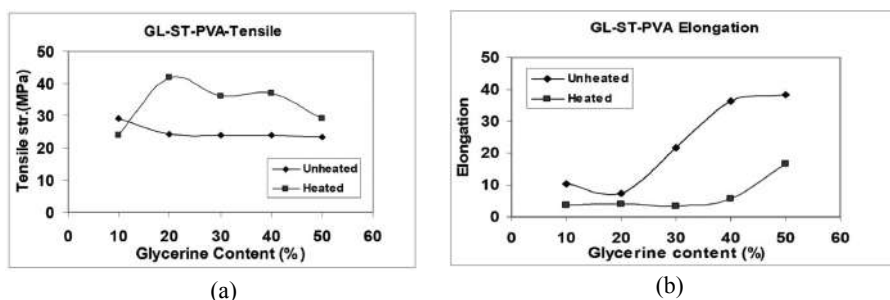 GL-ST-PVA-Tensile
50
40
30
20
10
0
Tensile str.(MPa)
Unheated
Heated
0 10 20 30 40 50 60
Glycerine Content (%)
(a)
GL-ST-PVA Elongation
50
40
30
20
10
0
Elongation
Unheated
Heated
0 10 20 30 40 50 60
Glycerine content (%)
(b)